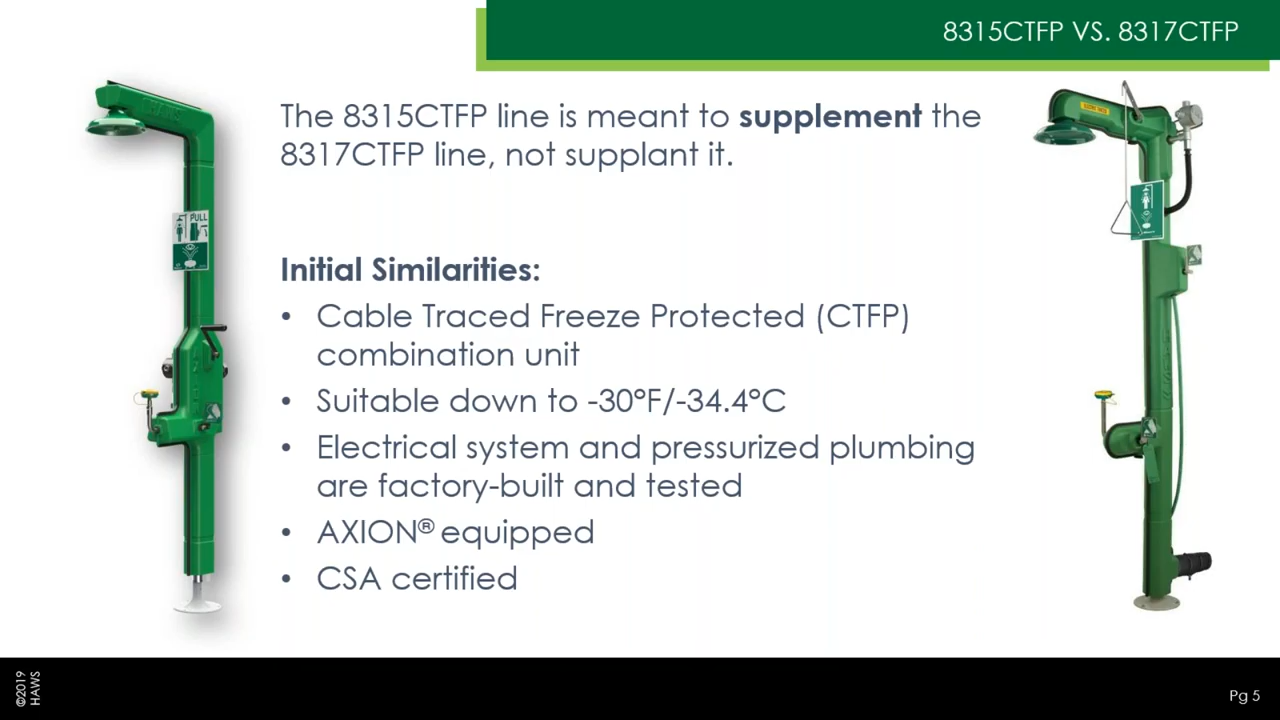 8315CTFP VS. 8317CTFP
The 8315CTFP line is meant to supplement the
8317CTFP line, not supplant it.
PULL
Initial Similarities:
• Cable Traced Freeze Protected (CTFP)
combination unit
• Suitable down to -30°F/-34.4°C
• Electrical system and pressurized plumbing
are factory-built and tested
• AXION® equipped
• CSA certified
©2019
HAWS
Pg 5